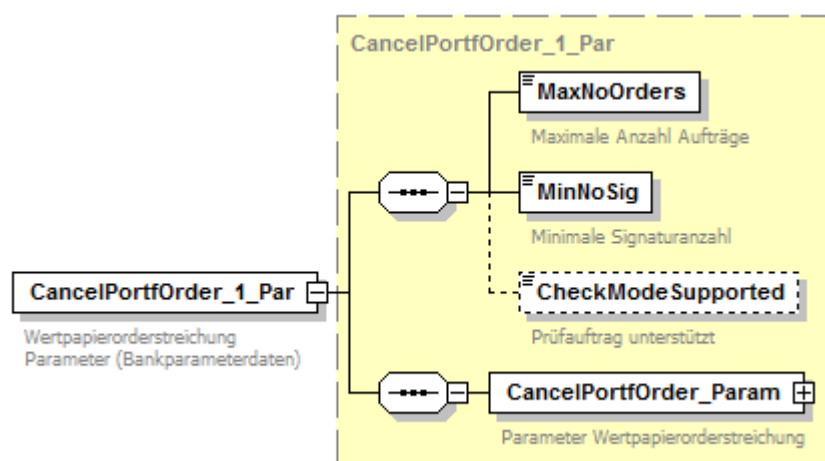 CancelPortfOrder_1_Par
MaxNoOrders
Maximale Anzahl Aufträge
MinNoSig
Minimale Signaturanzahl
CancelPortfOrder_1_Par
Wertpapierorderstreichung
Parameter (Bankparameterdaten)
CheckModeSupported
Prüfauftrag unterstützt
CancelPortfOrder_Param
Parameter Wertpapierorderstreichung